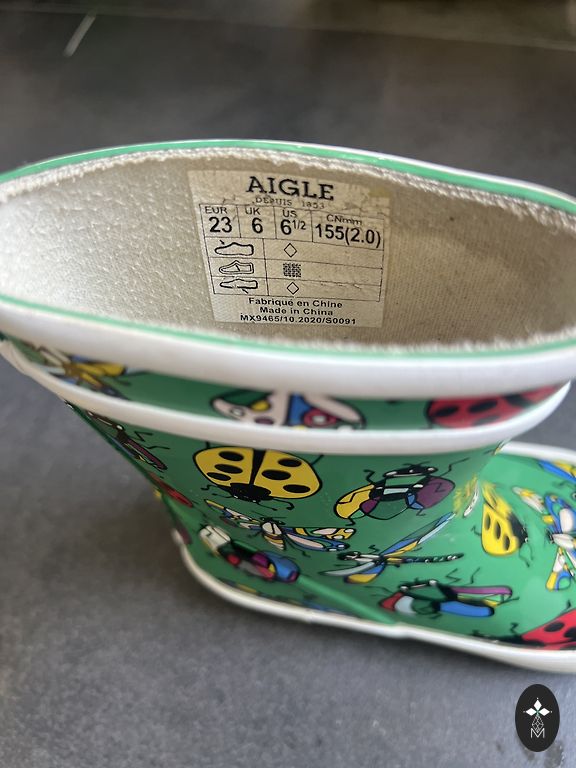 AIGLE
DEPUIS 1853
EUR UK US CNmm
23 6 6 1/2 155(2.0)
Fabriqué en Chine
Made in China
MX9465/10.2020/S0091
M